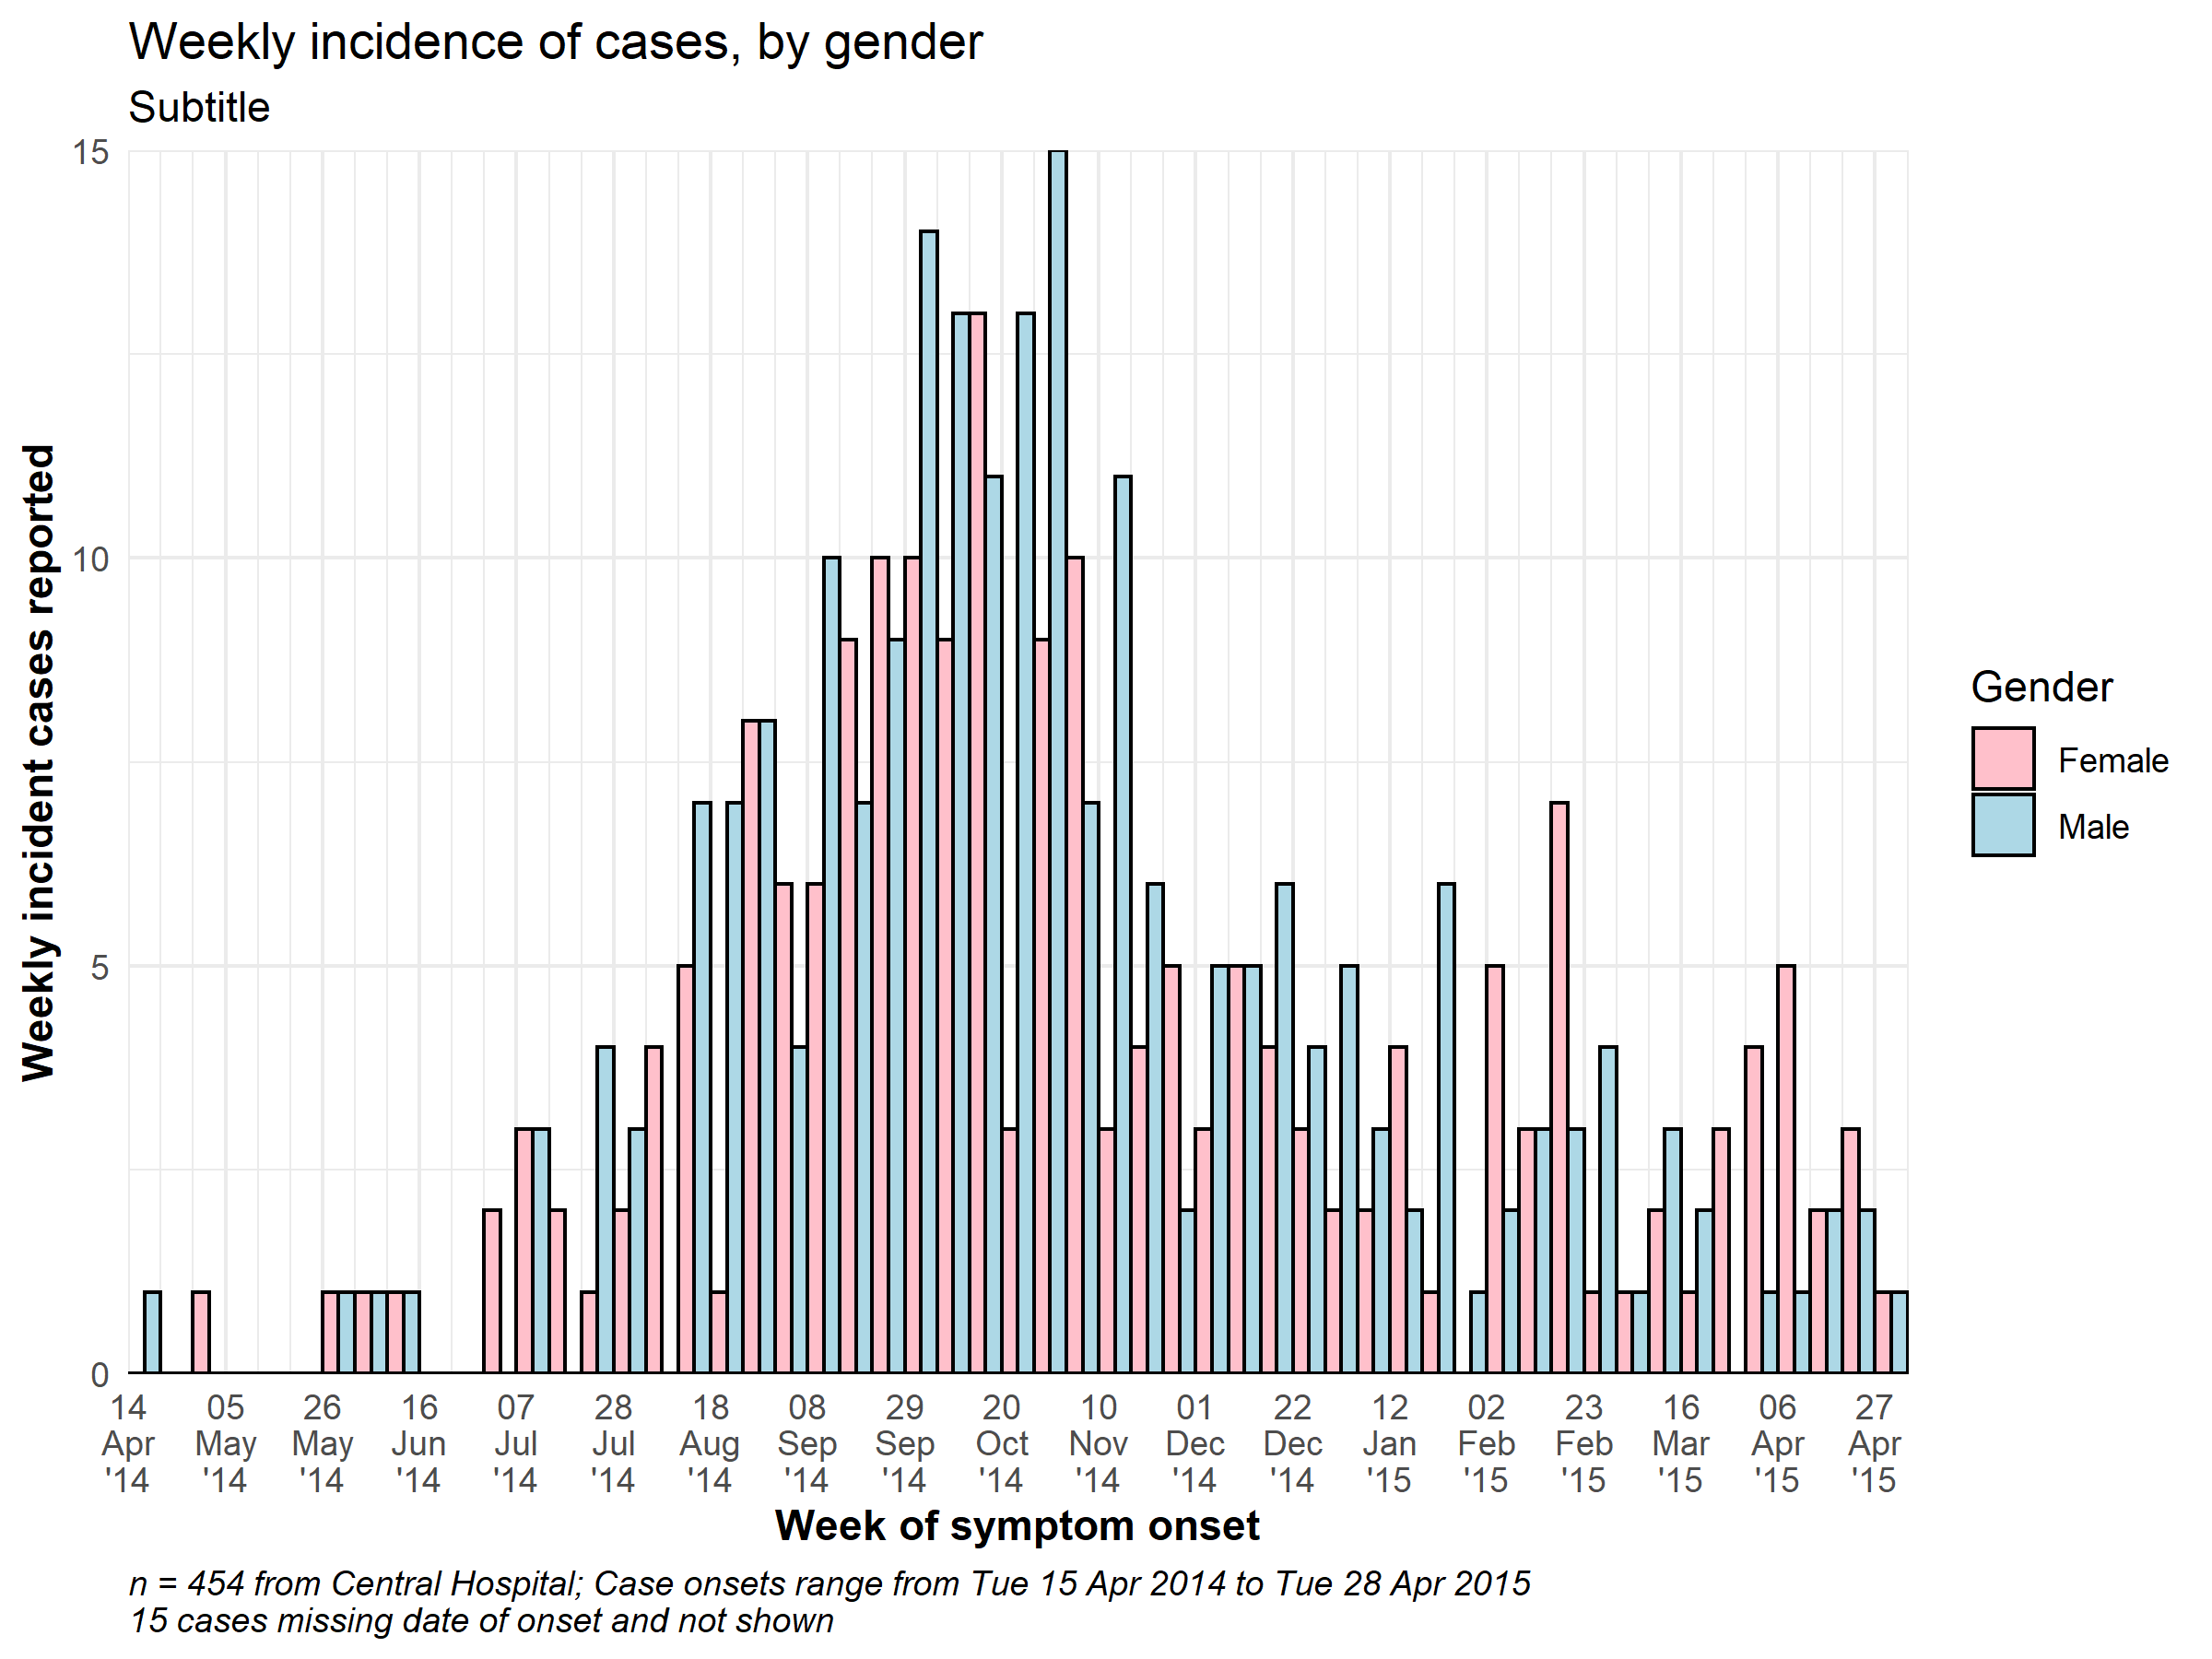 Weekly incidence of cases, by gender
Subtitle
Weekly incident cases reported
15
10
5
0
14 05 26 16 07 28 18 08 29 20 10 01 22 12 02 23 16 06 27
Apr May May Jun Jul Jul Aug Sep Sep Oct Nov Dec Dec Jan Feb Feb Mar Apr Apr
'14 '14 '14 '14 '14 '14 '14 '14 '14 '14 '14 '14 '14 '15 '15 '15 '15 '15 '15
Week of symptom onset
Gender
Female
Male
n = 454 from Central Hospital; Case onsets range from Tue 15 Apr 2014 to Tue 28 Apr 2015
15 cases missing date of onset and not shown